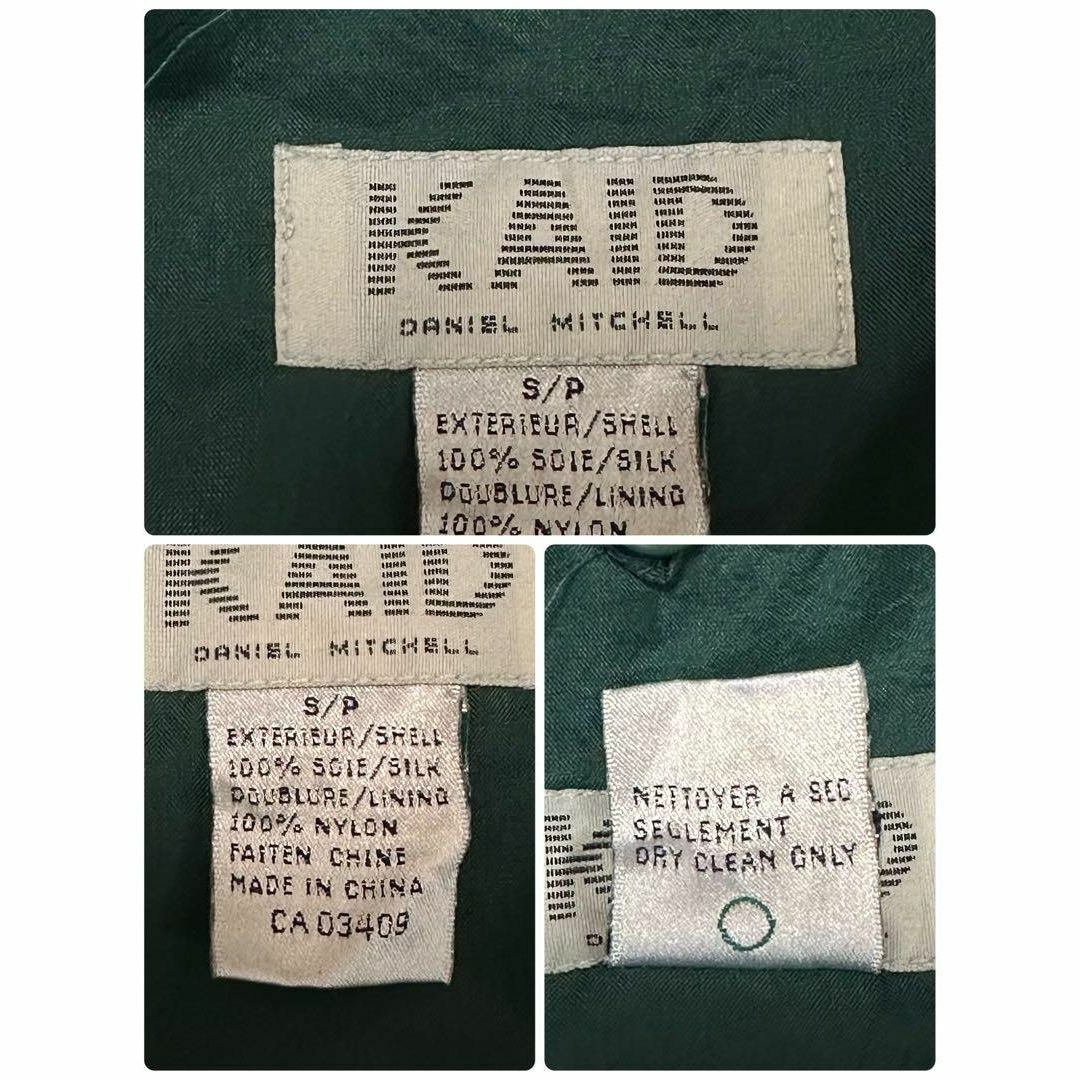 KAID
DANIEL MITCHELL
S/P
EXTERIEUR/SHELL
100% SOIE/SILK
DOUBLURE/LINING
100% NYLON
KAID
DANIEL MITCHELL
S/P
EXTERIEUR/SHELL
100% SOIE/SILK
DOUBLURE/LINING
100% NYLON
FAITEN CHINE
MADE IN CHINA
CA 03409
NETTOYER A SEC
SEULEMENT
DRY CLEAN ONLY